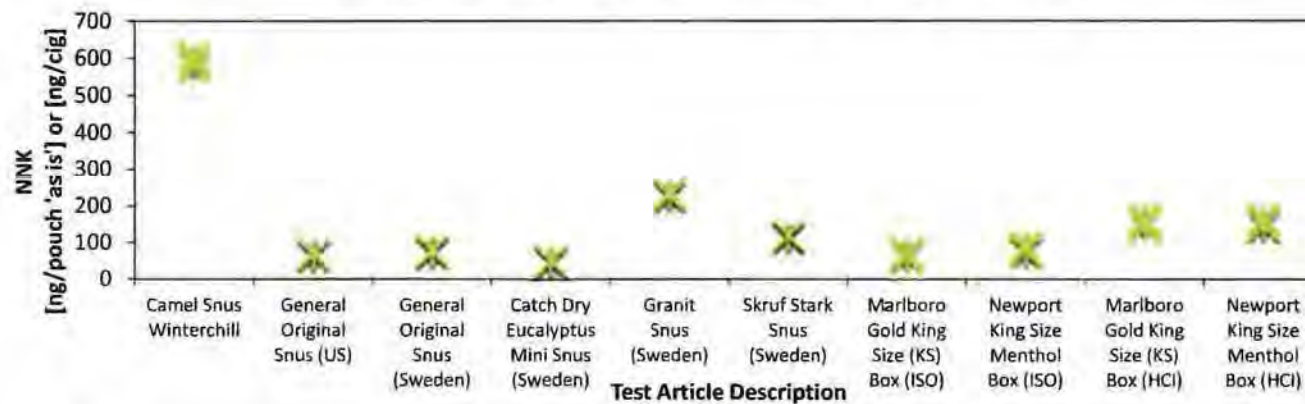 700
600
500
400
300
200
100
0
NNK
[ng/pouch 'as is'] or [ng/cig]
Camel Snus
Winterchill
General
Original
Snus (US)
General
Original
Snus
(Sweden)
Catch Dry
Eucalyptus
Mini Snus
(Sweden)
Granit
Snus
(Sweden)
Skruf Stark
Snus
(Sweden)
Marlboro
Gold King
Size (KS)
Box (ISO)
Newport
King Size
Menthol
Box (ISO)
Marlboro
Gold King
Size (KS)
Box (HCI)
Newport
King Size
Menthol
Box (HCI)
Test Article Description